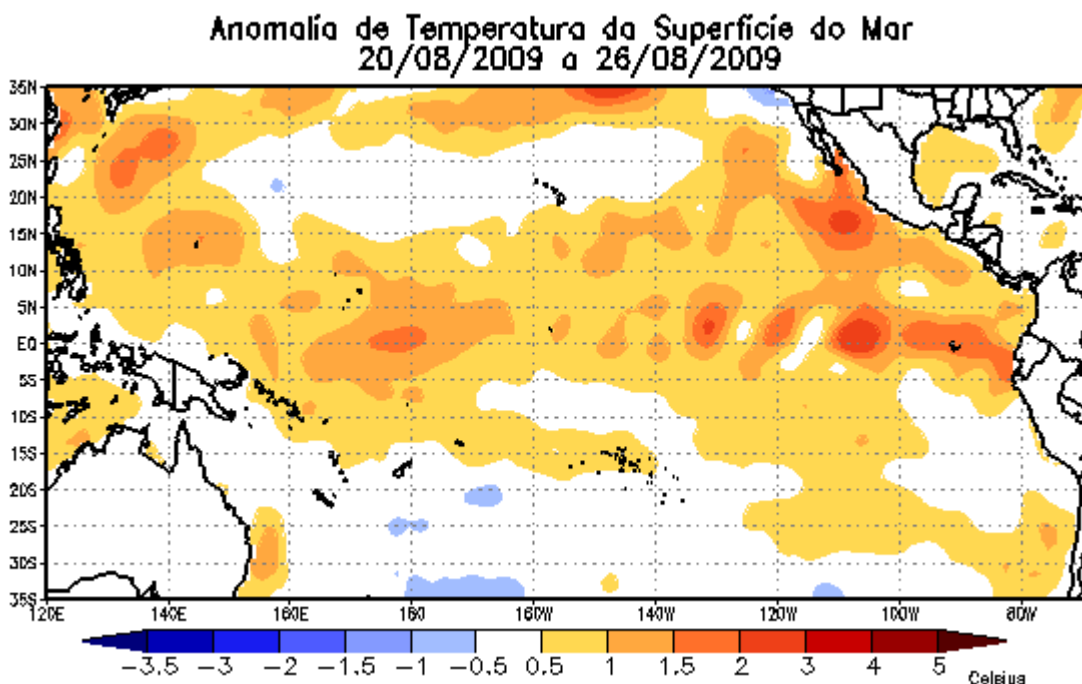 Anomalia de Temperatura da Superfície do Mar
20/08/2009 a 26/08/2009
35N
30N
25N
20N
15N
10N
5N
EQ
5S
10S
15S
20S
25S
30S
35S
120E 140E 160E 180 160W 140W 120W 100W 80W
-3.5 -3 -2 -1.5 -1 -0.5 0.5 1 1.5 2 3 4 5
Celsius